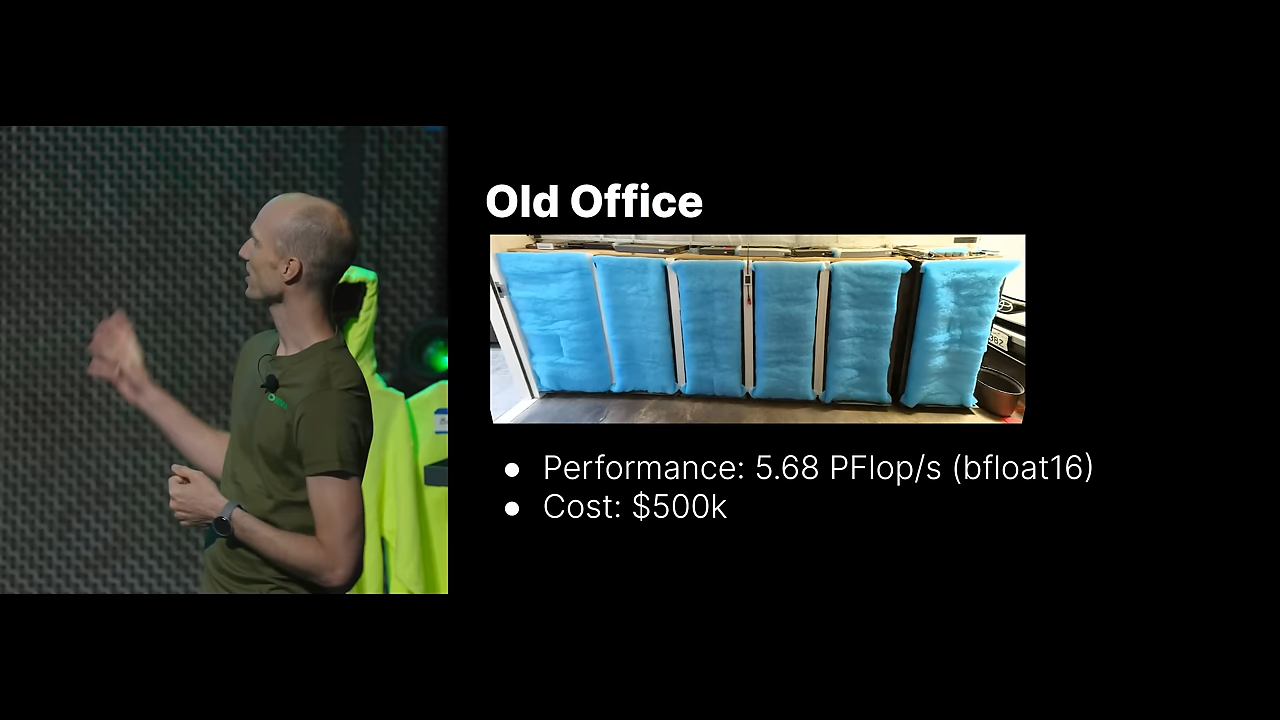 Old Office
● Performance: 5.68 PFlop/s (bfloat16)
● Cost: $500k